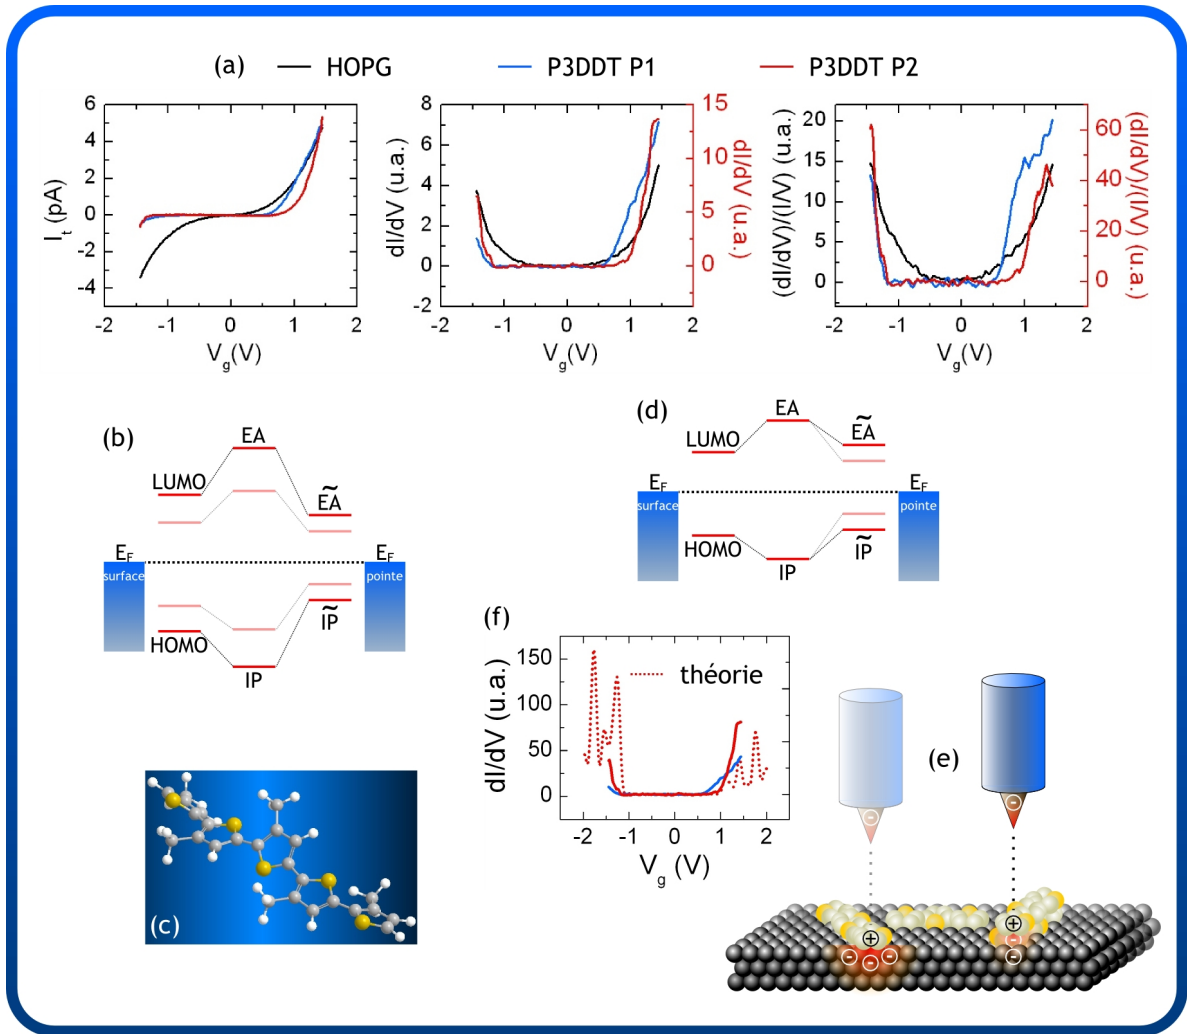 (a) HOPG P3DDT P1 P3DDT P2
I_t (pA)
6
4
2
0
-2
-4
-2 -1 0 1 2
V_g(V)
dI/dV (u.a.)
8
6
4
2
0
-2
-2 -1 0 1 2
V_g(V)
15
10
5
0
dI/dV (u.a.)
(dI/dV)/(I/V) (u.a.)
20
15
10
5
0
-2 -1 0 1 2
V_g(V)
60
40
20
0
(dI/dV)/(I/V) (u.a.)
(b)
EA
LUMO
ẼA
E_F E_F
surface pointe
ĨP
HOMO
IP
(d)
EA
LUMO ẼA
E_F E_F
surface pointe
HOMO ĨP
IP
(c)
(f)
dI/dV (u.a.)
150
100
50
0
théorie
-2 -1 0 1 2
V_g (V)
(e)
- -
+ +
- - - -
-